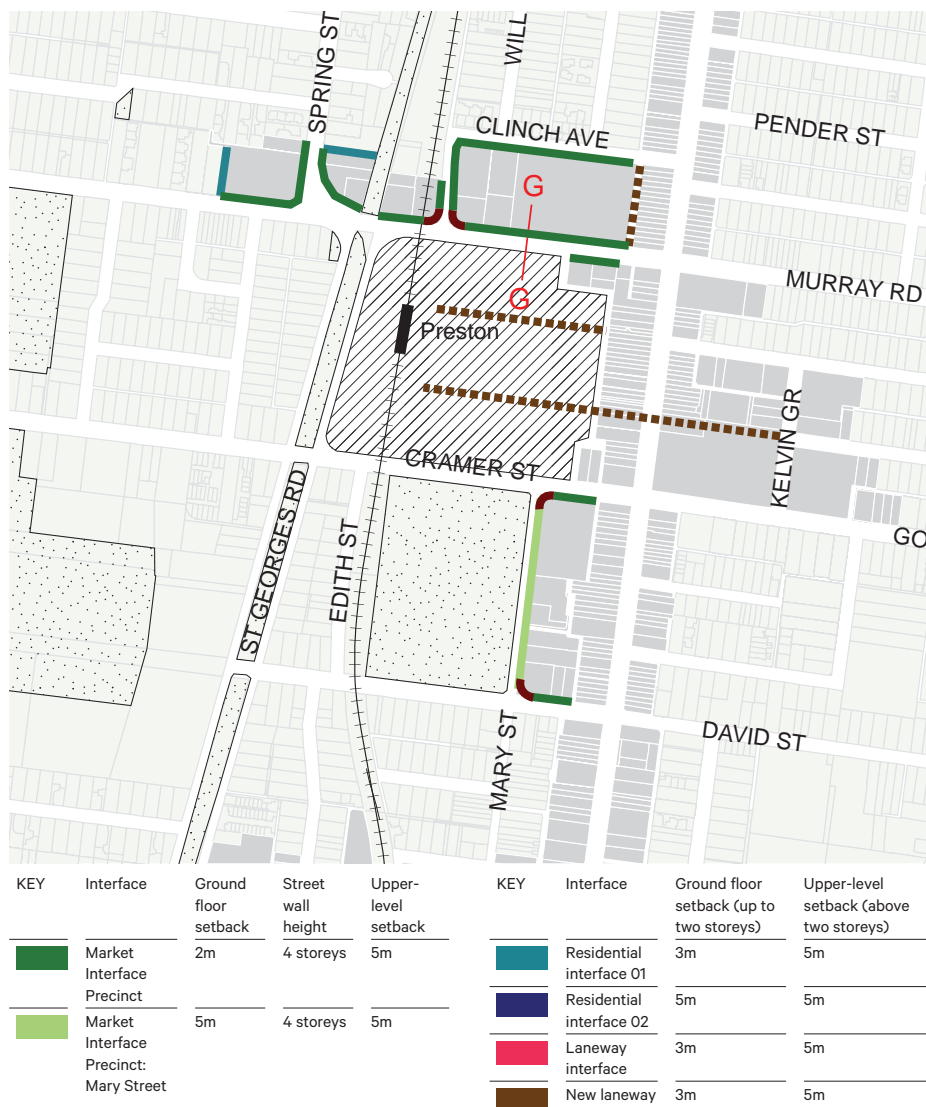 SPRING ST
WILL
CLINCH AVE
PENDER ST
G
MURRAY RD
G
Preston
KELVIN GR
CRAMER ST
GO
ST GEORGES RD
EDITH ST
MARY ST
DAVID ST
KEY Interface Ground floor setback Street wall height Upper-level setback
Market Interface Precinct 2m 4 storeys 5m
Market Interface Precinct: Mary Street 5m 4 storeys 5m
KEY Interface Ground floor setback (up to two storeys) Upper-level setback (above two storeys)
Residential interface 01 3m 5m
Residential interface 02 5m 5m
Laneway interface 3m 5m
New laneway 3m 5m